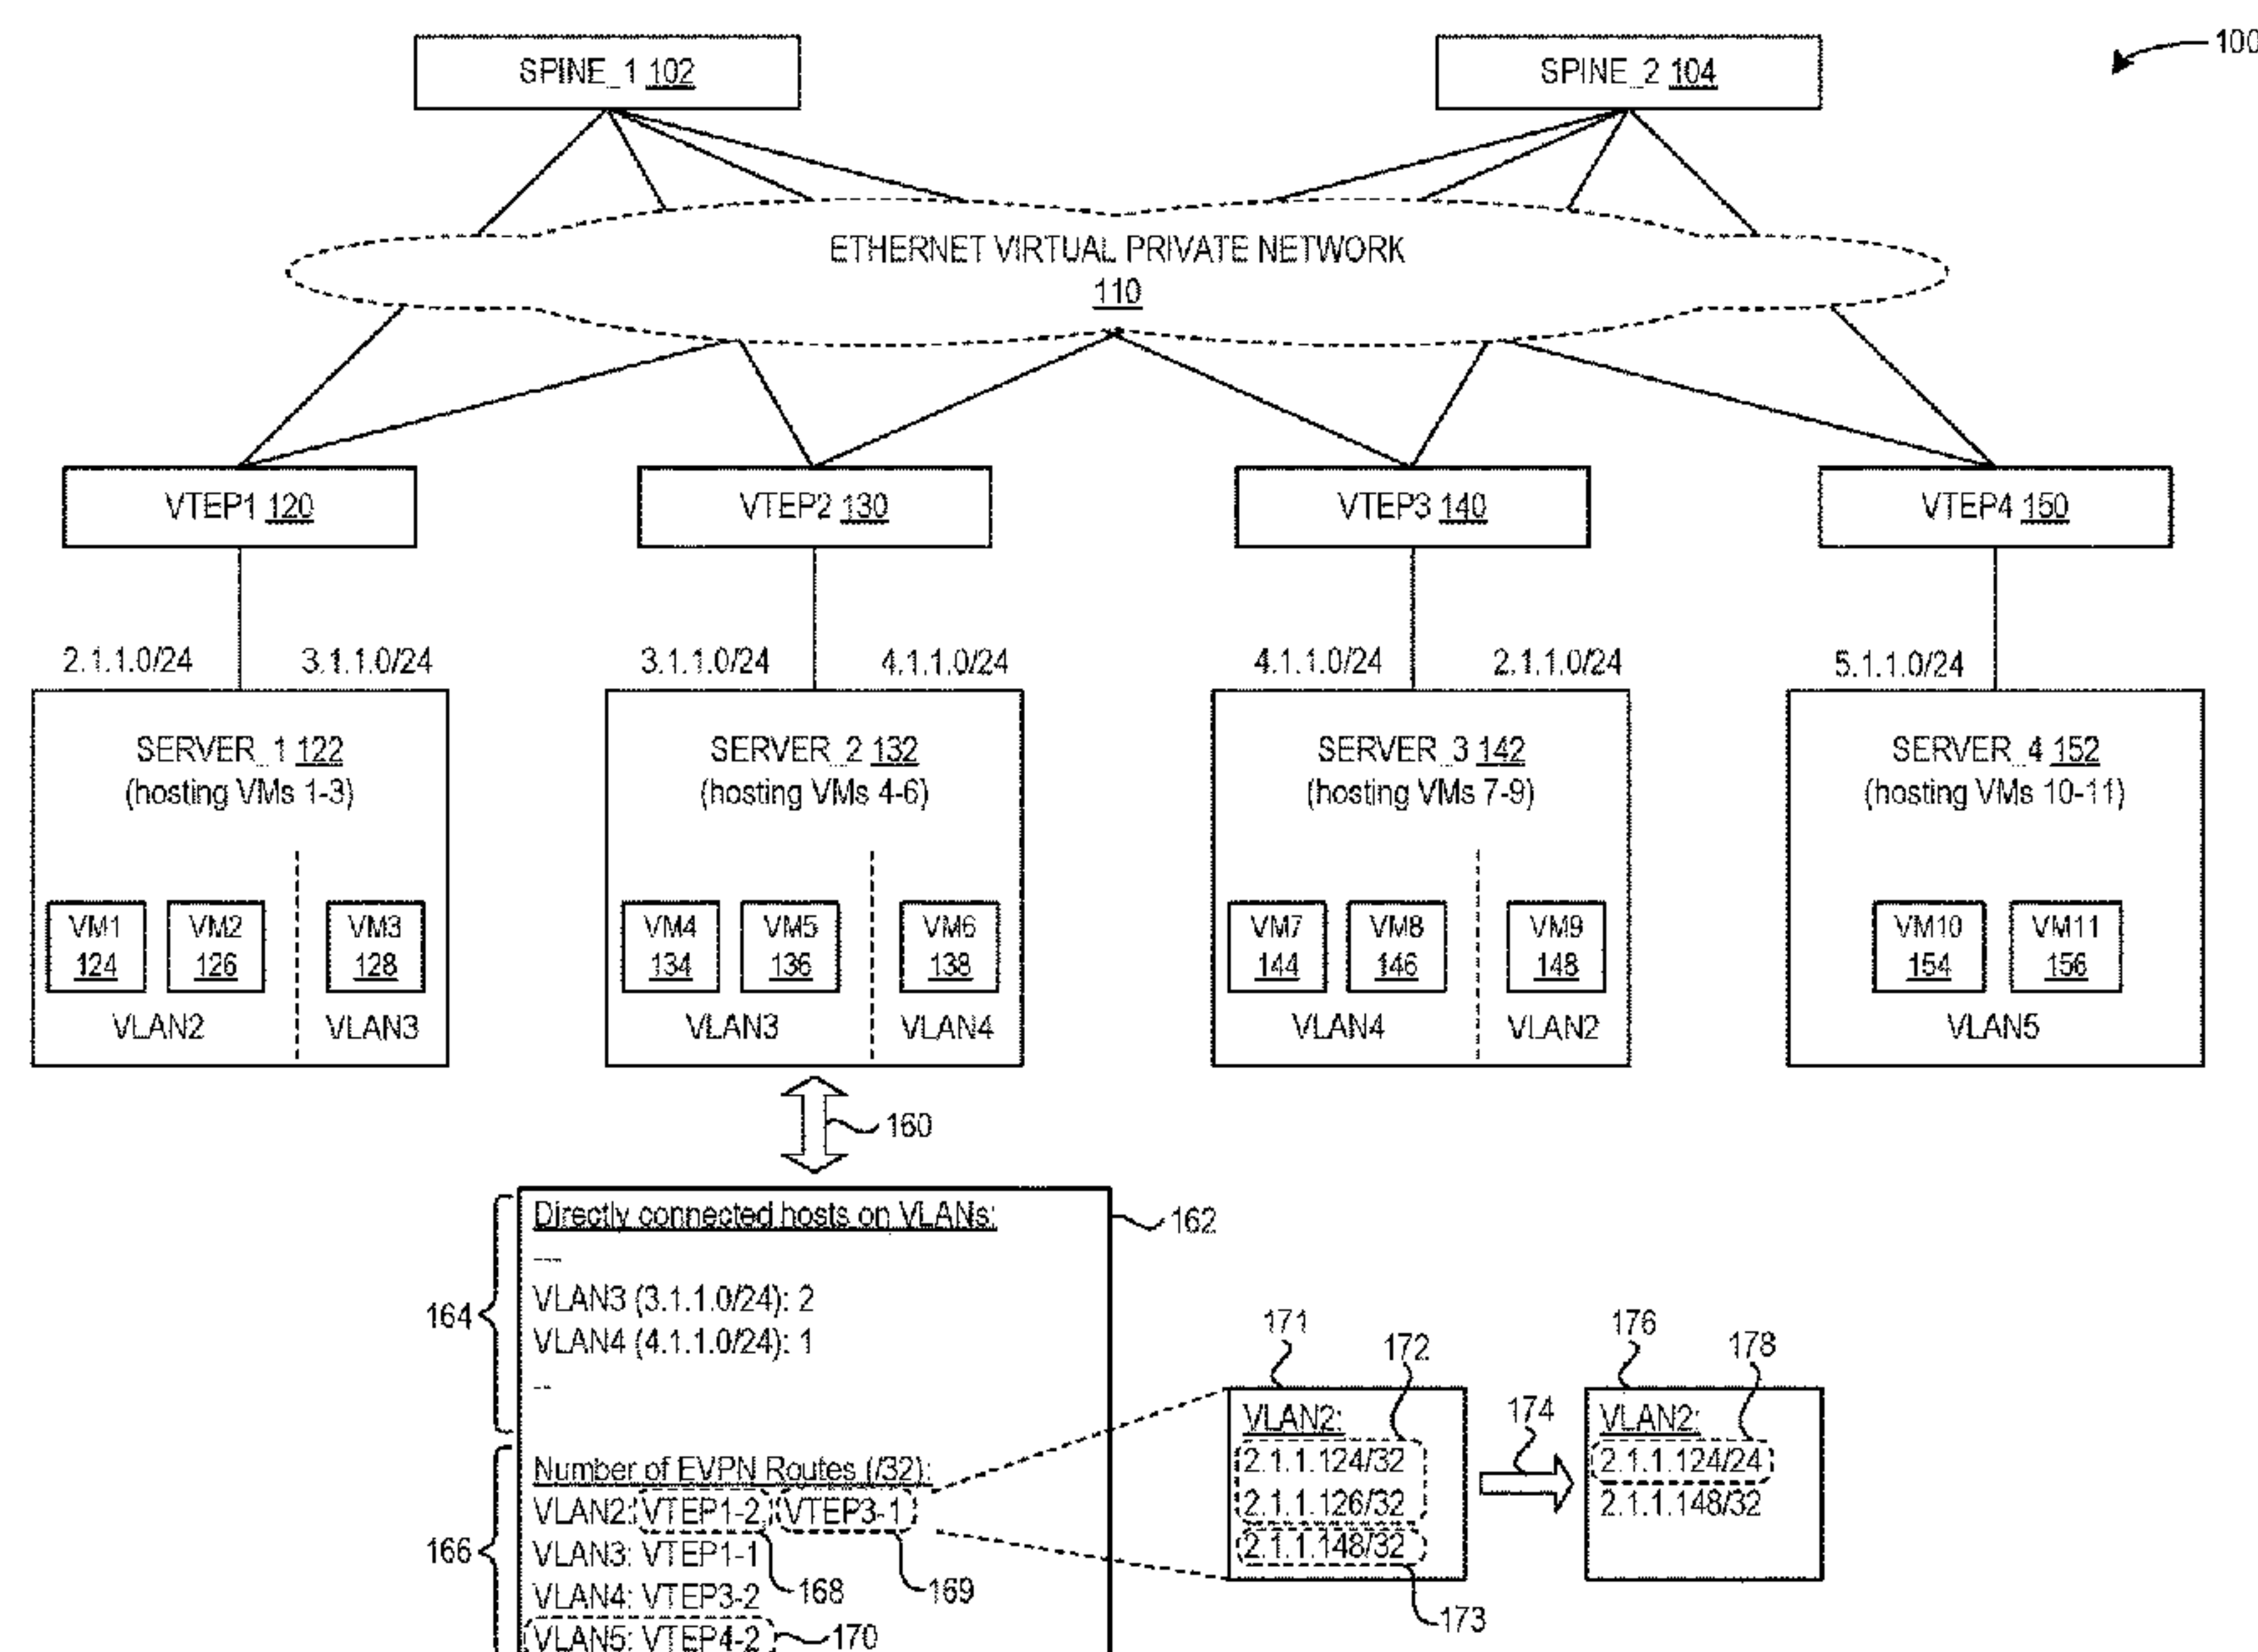 100
SPINE_1 102
SPINE_2 104
ETHERNET VIRTUAL PRIVATE NETWORK
110
VTEP1 120
VTEP2 130
VTEP3 140
VTEP4 150
2.1.1.0/24
3.1.1.0/24
3.1.1.0/24
4.1.1.0/24
4.1.1.0/24
2.1.1.0/24
5.1.1.0/24
SERVER_1 122
(hosting VMs 1-3)
VM1
124
VM2
126
VM3
128
VLAN2
VLAN3
SERVER_2 132
(hosting VMs 4-6)
VM4
134
VM5
136
VM6
138
VLAN3
VLAN4
SERVER_3 142
(hosting VMs 7-9)
VM7
144
VM8
146
VM9
148
VLAN4
VLAN2
SERVER_4 152
(hosting VMs 10-11)
VM10
154
VM11
156
VLAN5
160
162
164
Directly connected hosts on VLANs:
...
VLAN3 (3.1.1.0/24): 2
VLAN4 (4.1.1.0/24): 1
...
166
Number of EVPN Routes (/32):
VLAN2: VTEP1-2, VTEP3-1
VLAN3: VTEP1-1
VLAN4: VTEP3-2
VLAN5: VTEP4-2
168
169
170
171
172
VLAN2:
2.1.1.124/32
2.1.1.126/32
2.1.1.148/32
173
174
176
178
VLAN2:
2.1.1.124/24
2.1.1.148/32